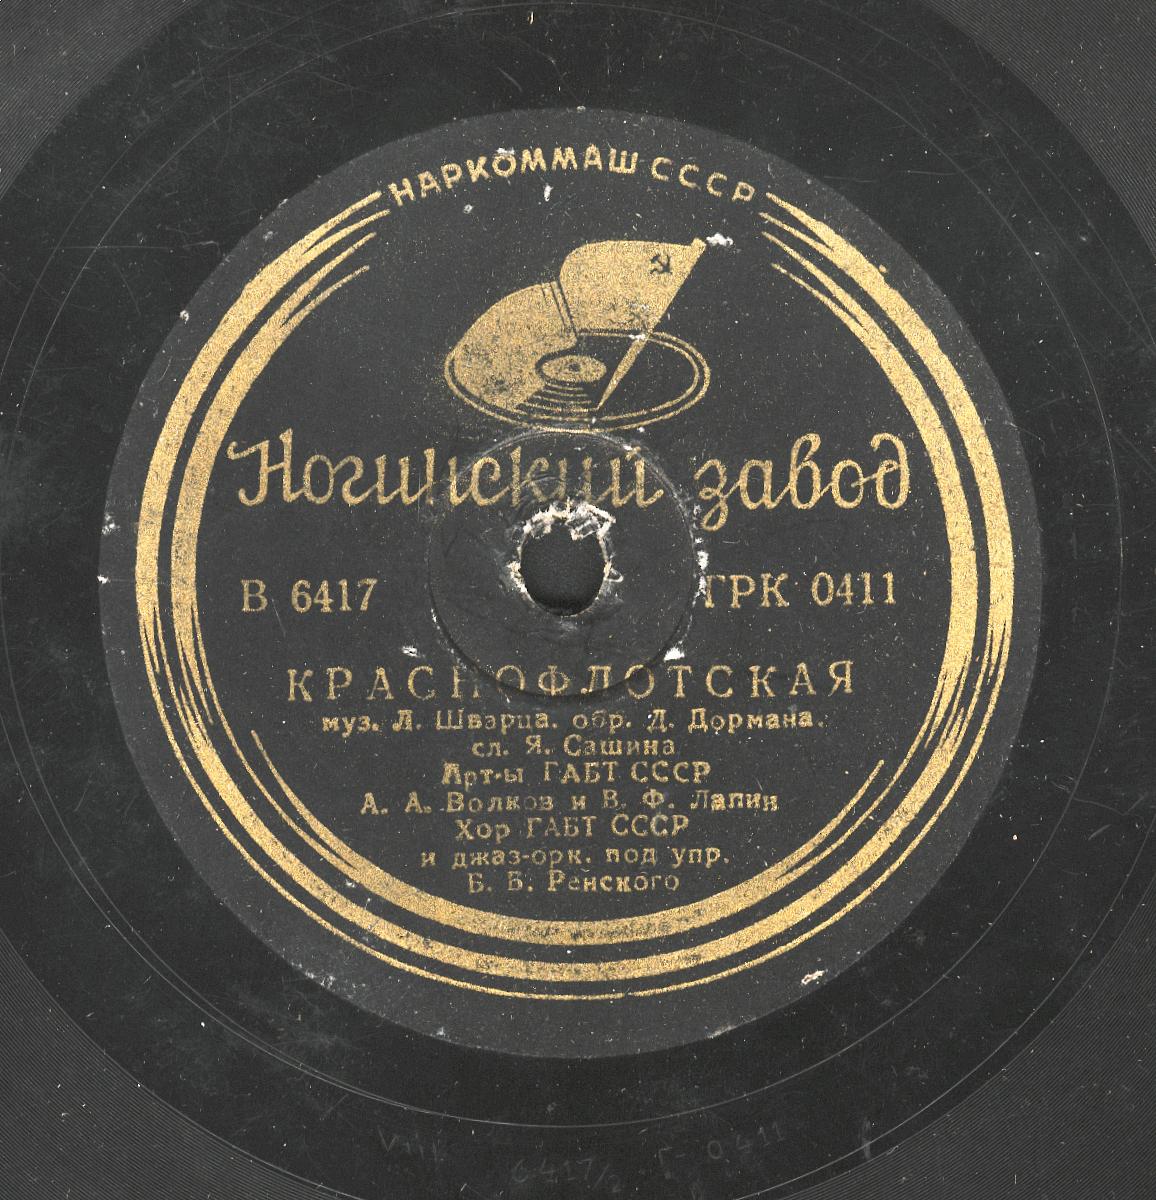 НАРКОММАШ СССР
Ногинский завод
В 6417 ГРК 0411
КРАСНОФЛОТСКАЯ
муз. Л. Шварца. обр. Д. Дормана.
сл. Я. Сашина
Арт-ы ГАБТ СССР
А. А. Волков и В. Ф. Лапин
Хор ГАБТ СССР
и джаз-орк. под упр.
Б. Б. Ренского
6417/2 Г- 0411